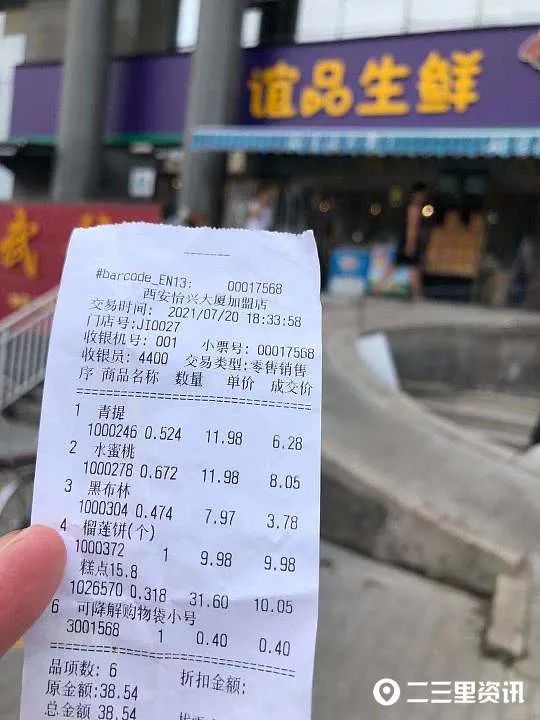 谊品生鲜
武
#barcode_EN13: 00017568
西安怡兴大厦加盟店
交易时间: 2021/07/20 18:33:58
门店号:JI0027
收银机号: 001 小票号: 00017568
收银员: 4400 交易类型:零售销售
序 商品名称 数量 单价 成交价
1 青提
1000246 0.524 11.98 6.28
2 水蜜桃
1000278 0.672 11.98 8.05
3 黑布林
1000304 0.474 7.97 3.78
4 榴莲饼(个)
1000372 1 9.98 9.98
糕点15.8
1026570 0.318 31.60 10.05
6 可降解购物袋小号
3001568 1 0.40 0.40
品项数: 6 折扣金额;
原金额:38.54
总金额:38.54
二三里资讯